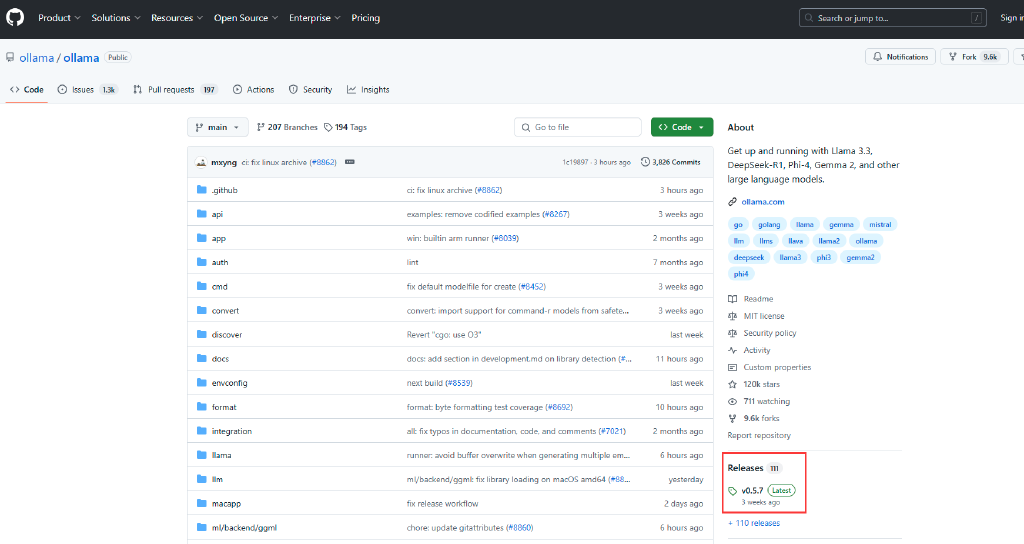 Product Solutions Resources Open Source Enterprise Pricing Search or jump to... / Sign in
ollama / ollama Public Notifications Fork 9.6k
Code Issues 1.3k Pull requests 197 Actions Security Insights
main 207 Branches 194 Tags Go to file Code
mxyng ci: fix linux archive (#8862) 1c19897 · 3 hours ago 3,826 Commits
.github ci: fix linux archive (#8862) 3 hours ago
api examples: remove codified examples (#8267) 3 weeks ago
app win: builtin arm runner (#8039) 2 months ago
auth lint 7 months ago
cmd fix default modelfile for create (#8452) 3 weeks ago
convert convert: import support for command-r models from safete... 3 weeks ago
discover Revert "cgo: use O3" last week
docs docs: add section in development.md on library detection (#... 11 hours ago
envconfig next build (#8539) last week
format format: byte formatting test coverage (#8692) 10 hours ago
integration all: fix typos in documentation, code, and comments (#7021) 2 months ago
llama runner: avoid buffer overwrite when generating multiple em... 6 hours ago
llm ml/backend/ggml: fix library loading on macOS amd64 (#88... yesterday
macapp fix release workflow 2 days ago
ml/backend/ggml chore: update gitattributes (#8860) 6 hours ago
About
Get up and running with Llama 3.3,
DeepSeek-R1, Phi-4, Gemma 2, and other
large language models.
ollama.com
go golang llama gemma mistral
llm llms llava llama2 ollama
deepseek llama3 phi3 gemma2
phi4
Readme
MIT license
Security policy
Activity
Custom properties
120k stars
711 watching
9.6k forks
Report repository
Releases 111
v0.5.7 Latest
3 weeks ago
+ 110 releases